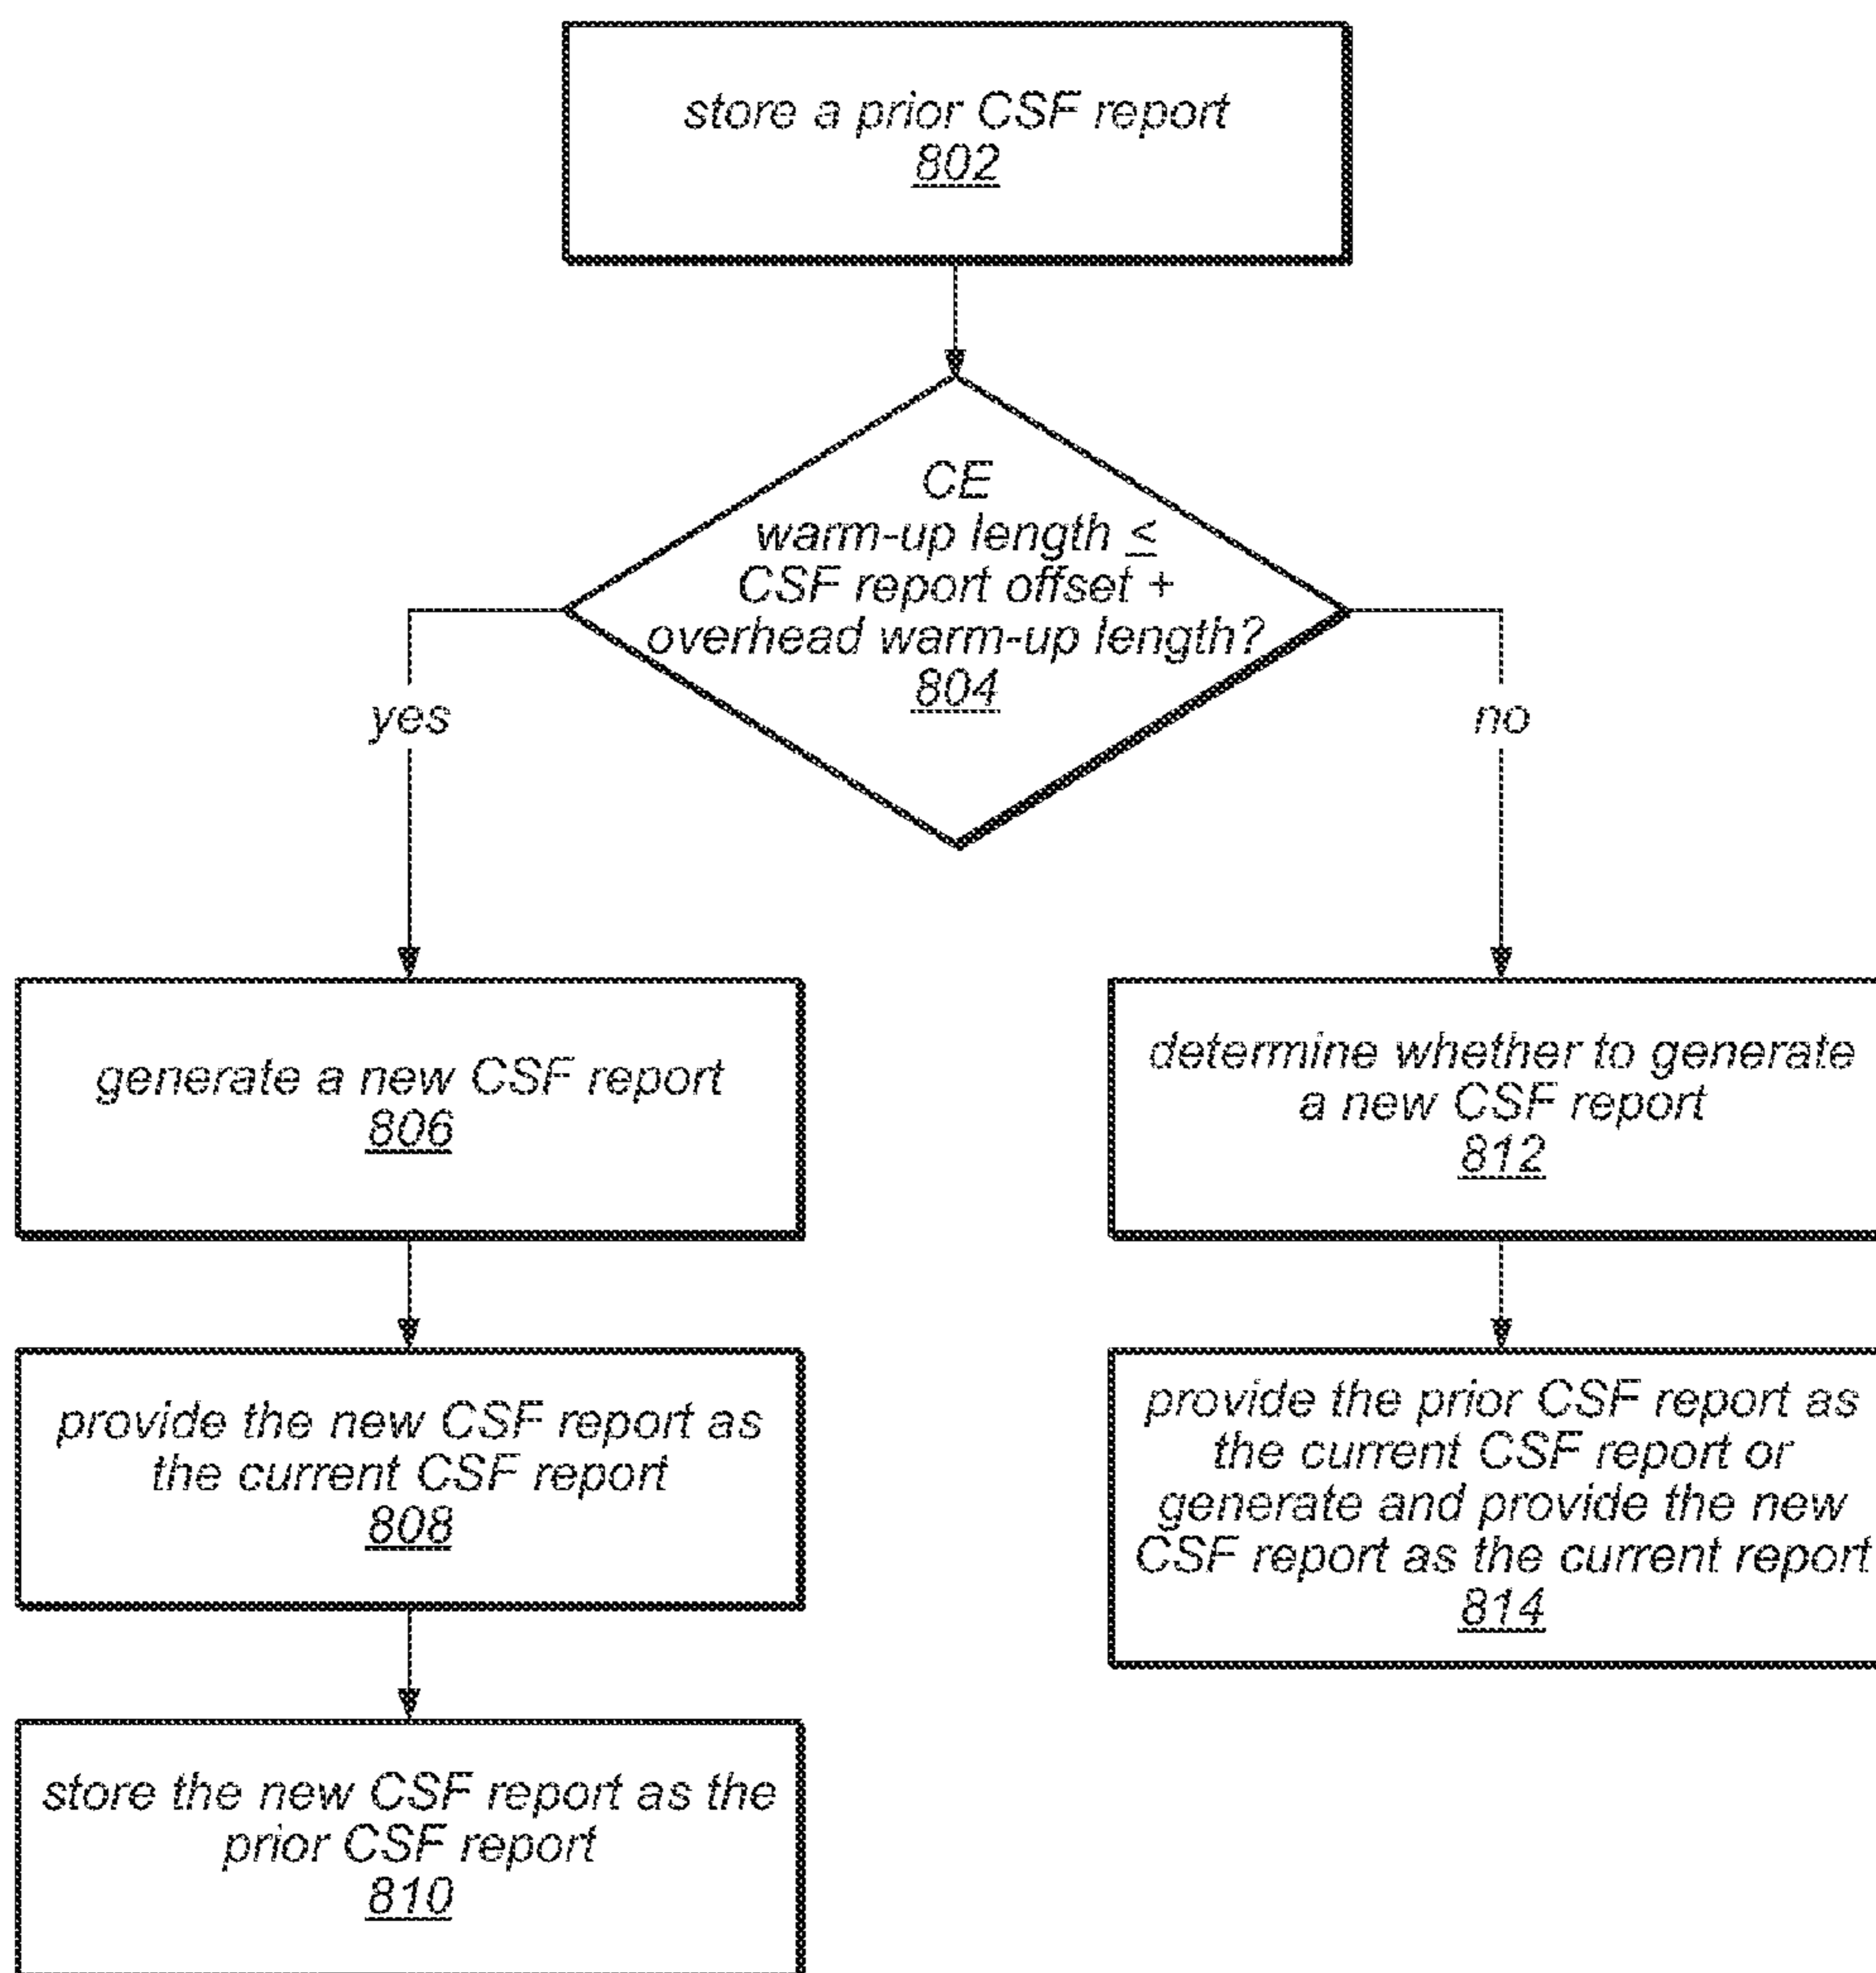 store a prior CSF report
802
CE
warm-up length ≤
CSF report offset +
overhead warm-up length?
804
yes
no
generate a new CSF report
806
determine whether to generate
a new CSF report
812
provide the new CSF report as
the current CSF report
808
provide the prior CSF report as
the current CSF report or
generate and provide the new
CSF report as the current report
814
store the new CSF report as the
prior CSF report
810